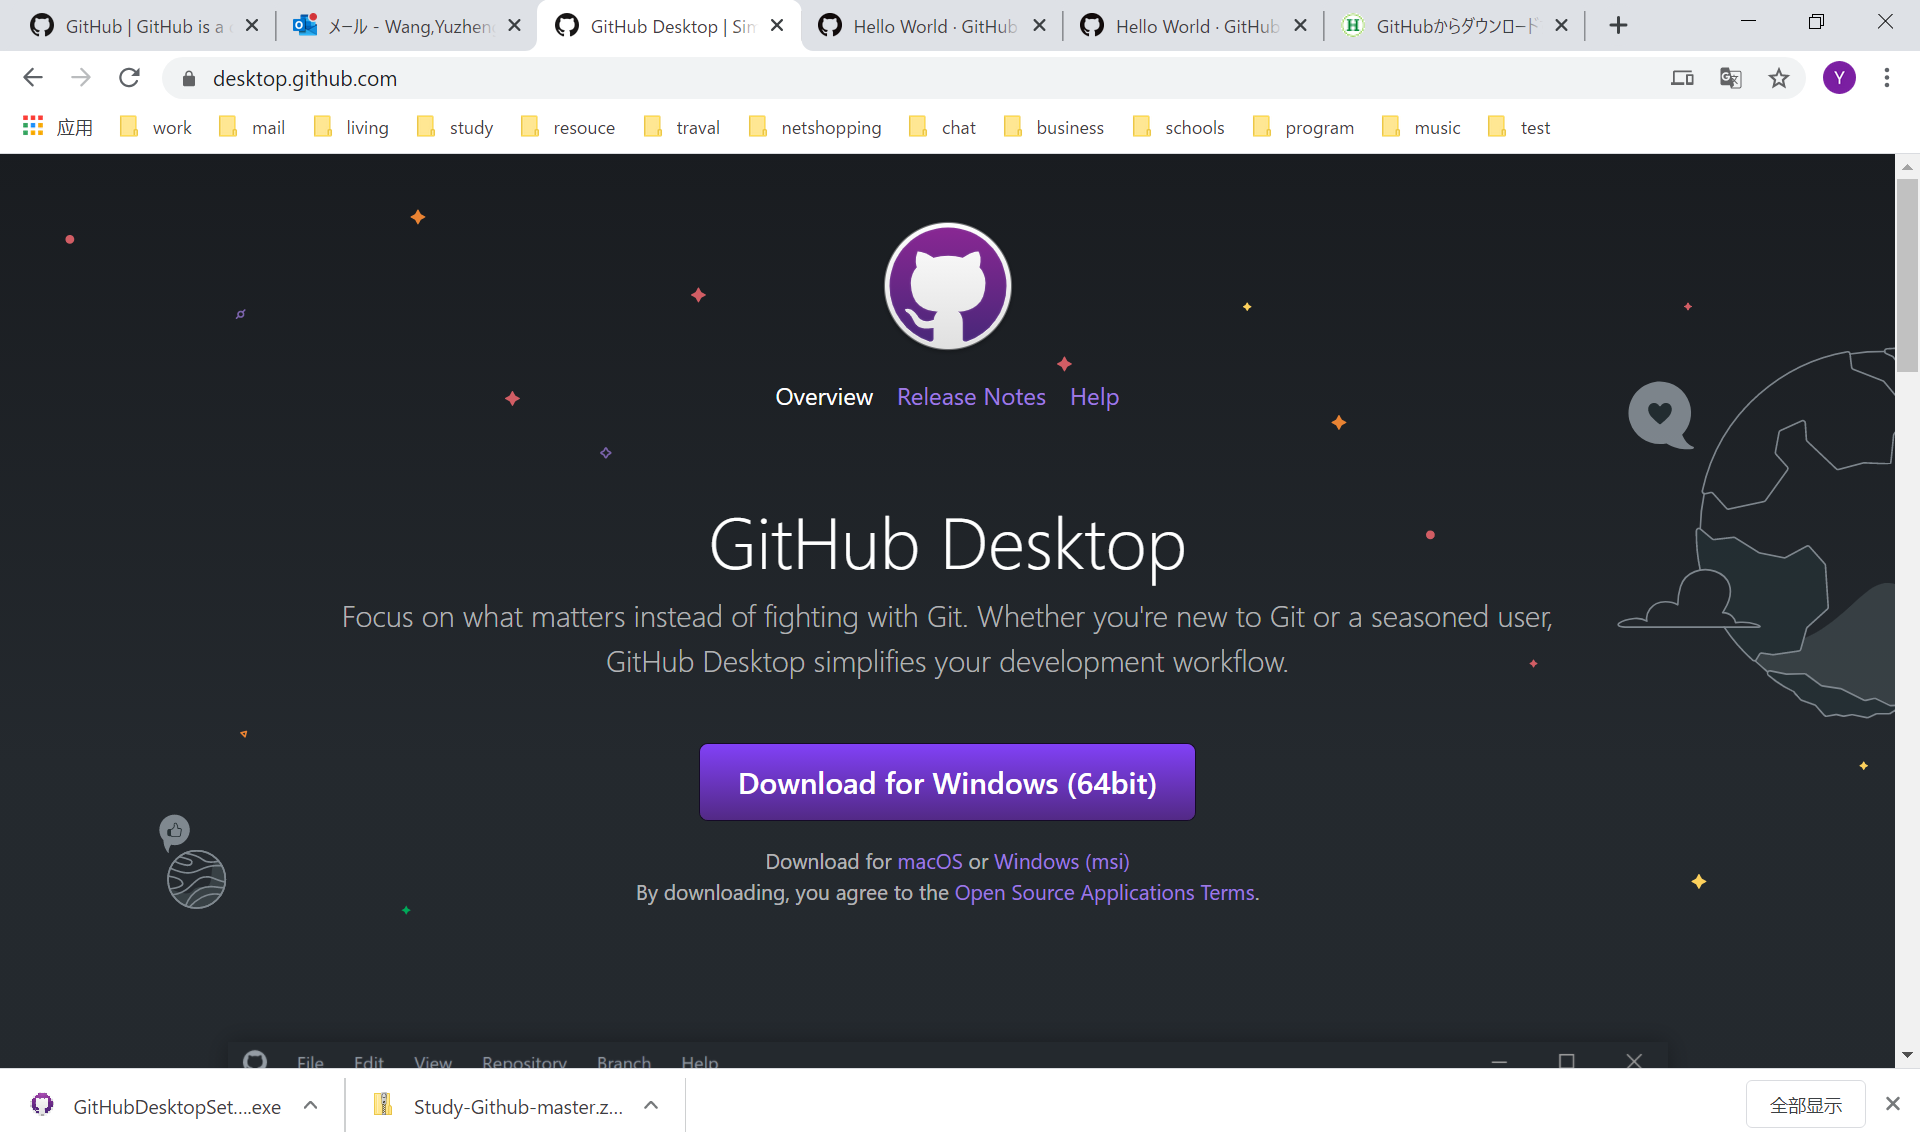 GitHub | GitHub is a
メール - Wang,Yuzheng
GitHub Desktop | Sim
Hello World · GitHub
Hello World · GitHub
GitHubからダウンロード
desktop.github.com
Y
应用 work mail living study resouce traval netshopping chat business schools program music test
Overview Release Notes Help
GitHub Desktop
Focus on what matters instead of fighting with Git. Whether you're new to Git or a seasoned user,
GitHub Desktop simplifies your development workflow.
Download for Windows (64bit)
Download for macOS or Windows (msi)
By downloading, you agree to the Open Source Applications Terms.
File Edit View Repository Branch Help
GitHubDesktopSet....exe
Study-Github-master.z...
全部显示